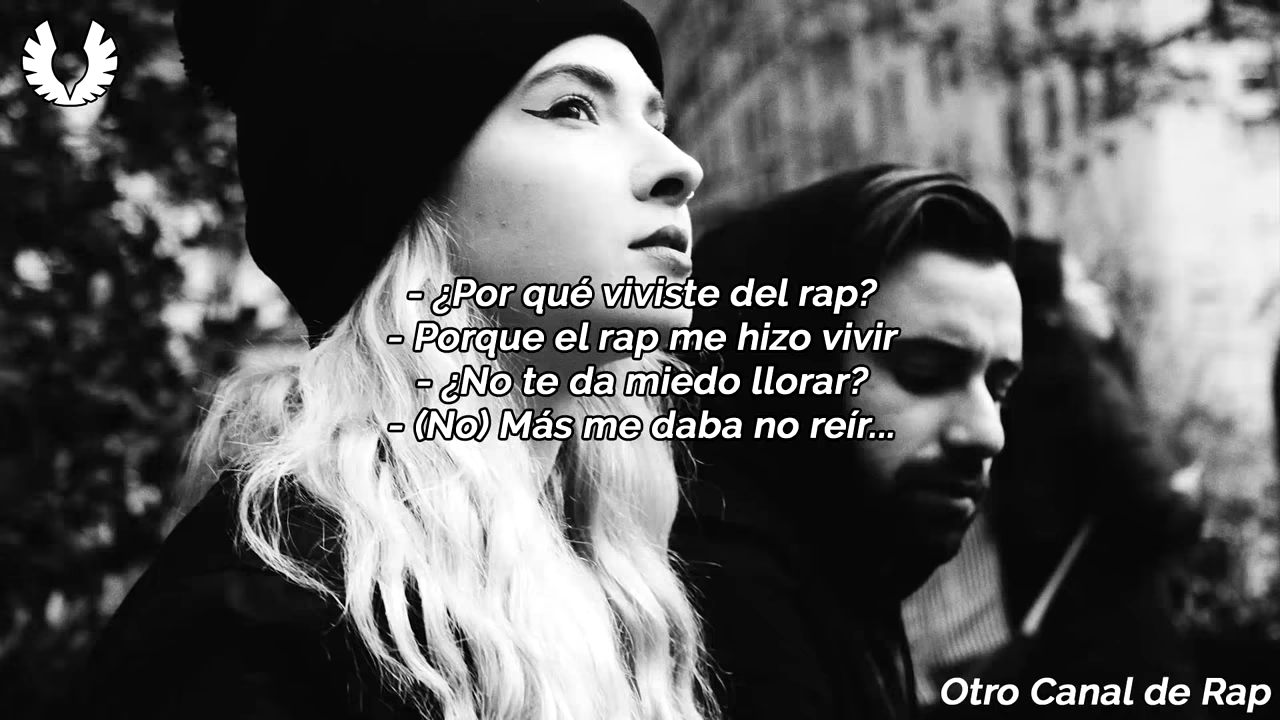 - ¿Por qué viviste del rap?
- Porque el rap me hizo vivir
- ¿No te da miedo llorar?
- (No) Más me daba no reír...
Otro Canal de Rap